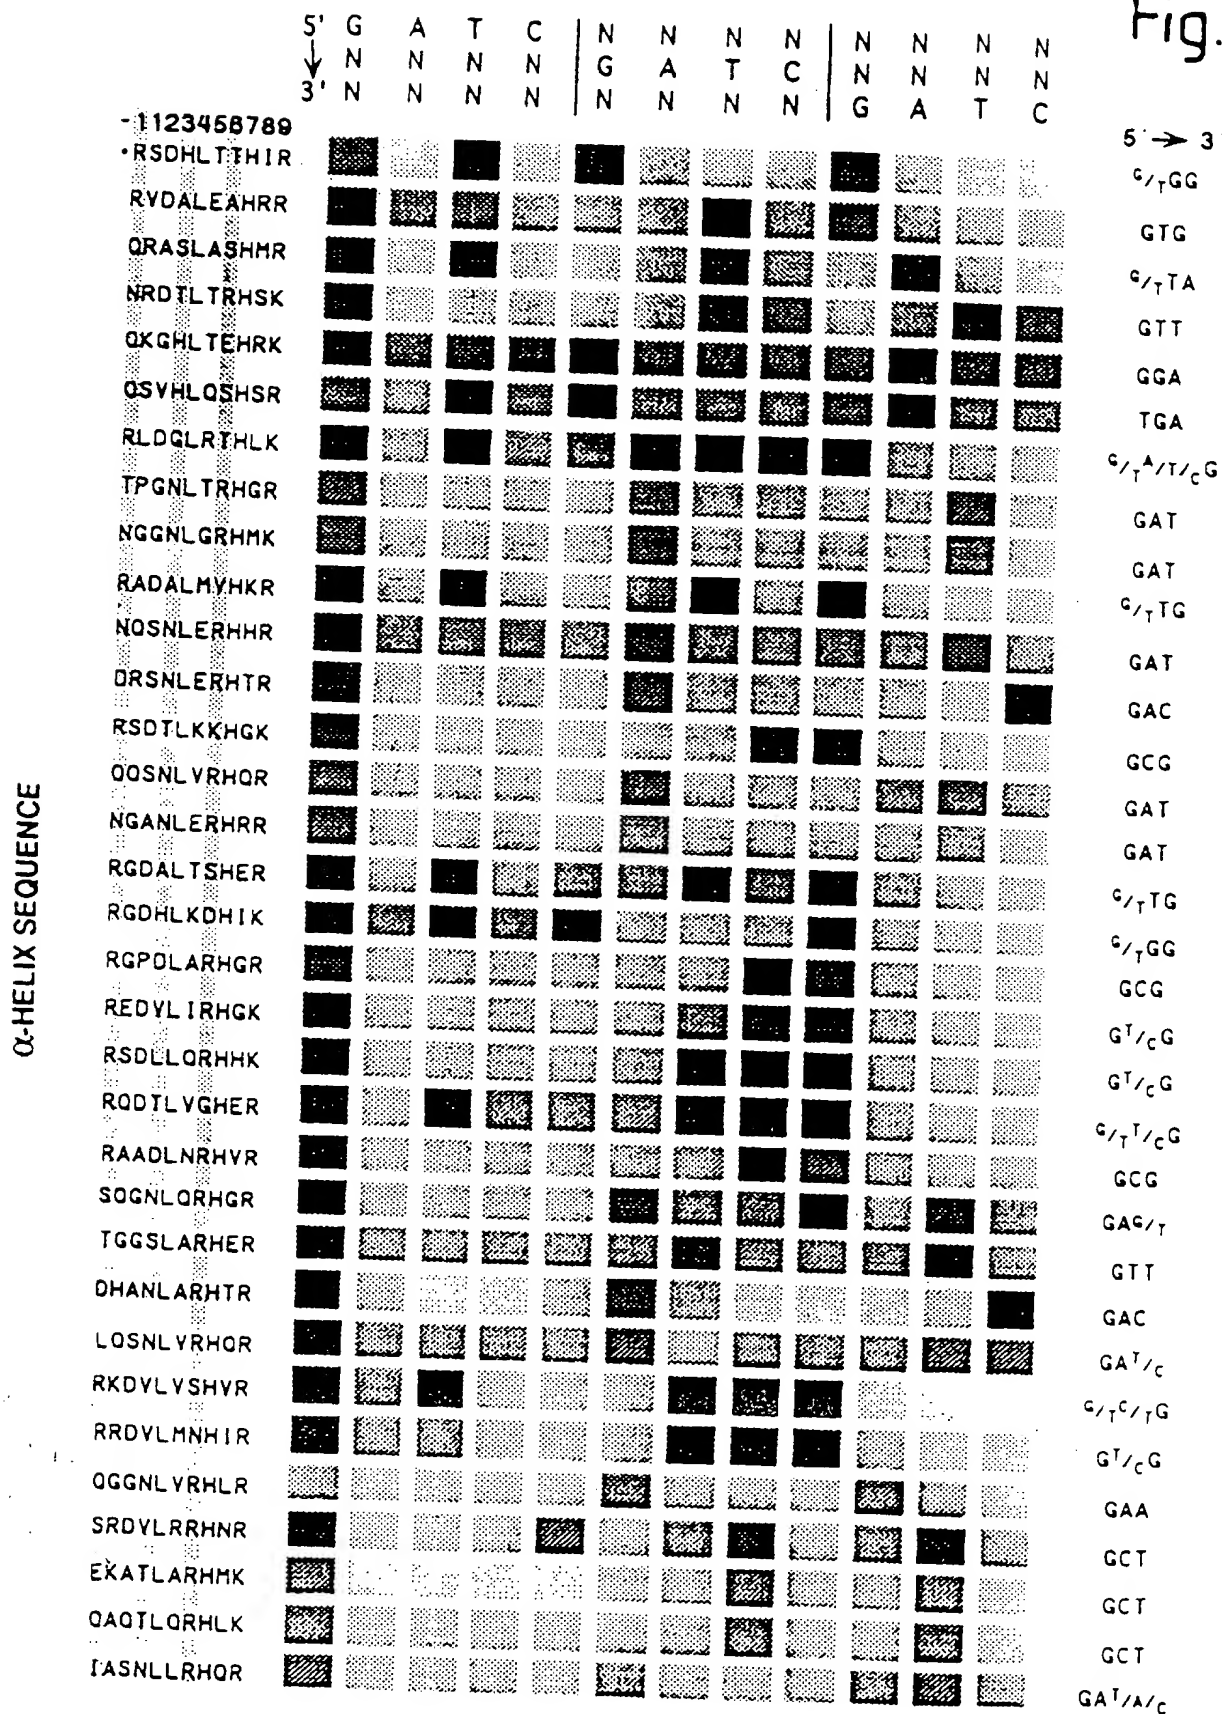 Fig.
5' G A T C | N N N N | N N N N
↓ N N N N | G A T C | N N N N
3' N N N N | N N N N | G A T C
-1123456789
5' → 3'
RSDHLTTHIR G/TGG
RVDALEAHRR GTG
QRASLASHMR G/TTA
NRDTLTRHSK GTT
QKGHLTEHRK GGA
QSVHLQSHSR TGA
RLDGLRTHLK G/TA/T/CG
TPGNLTRHGR GAT
NGGNLGRHMK GAT
RADALMVHKR G/TTG
NQSNLERHHR GAT
DRSNLERHTR GAC
RSDTLKKHGK GCG
QQSNLVRHQR GAT
NGANLERHRR GAT
RGDALTSHER G/TTG
RGDHLKDHIK G/TGG
RGPDLARHGR GCG
REDVLIRHGK GT/CG
RSDLLQRHHK GT/CG
RQDTLVGHER G/TT/CG
RAADLNRHVR GCG
SQGNLQRHGR GAG/T
TGGSLARHER GTT
DHANLARHTR GAC
LQSNLVRHQR GAT/C
RKDVLVSHVR G/TC/TG
RRDVLMNHIR GT/CG
QGGNLVRHLR GAA
SRDVLRRHNR GCT
EKATLARHMK GCT
QAQTLQRHLK GCT
IASNLLRHQR GAT/A/C
α-HELIX SEQUENCE